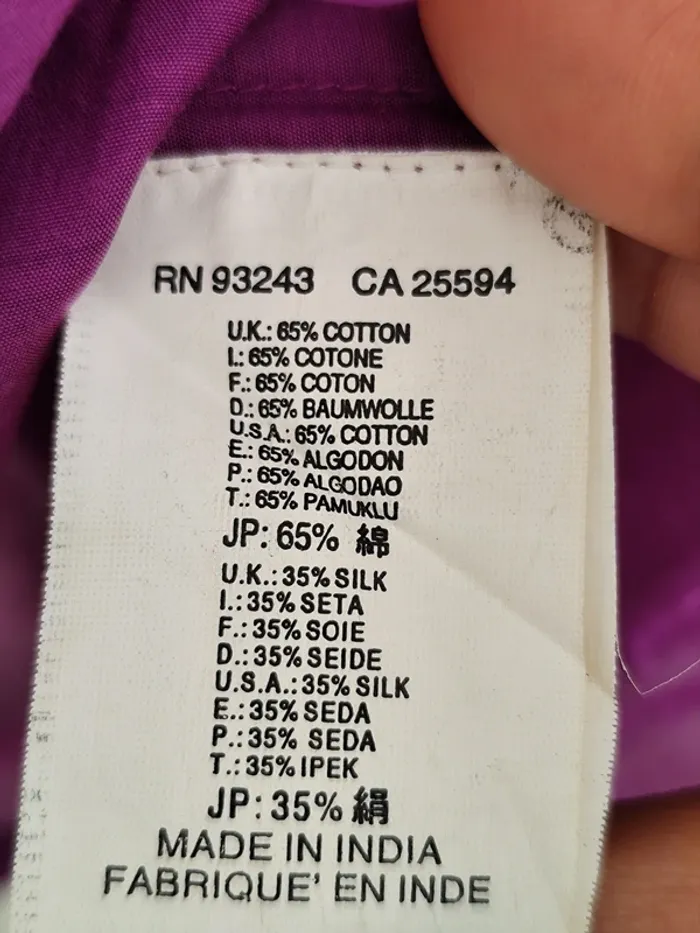 RN 93243 CA 25594
U.K.: 65% COTTON
I.: 65% COTONE
F.: 65% COTON
D.: 65% BAUMWOLLE
U.S.A.: 65% COTTON
E.: 65% ALGODON
P.: 65% ALGODAO
T.: 65% PAMUKLU
JP: 65% 綿
U.K.: 35% SILK
I.: 35% SETA
F.: 35% SOIE
D.: 35% SEIDE
U.S.A.: 35% SILK
E.: 35% SEDA
P.: 35% SEDA
T.: 35% IPEK
JP: 35% 絹
MADE IN INDIA
FABRIQUE' EN INDE